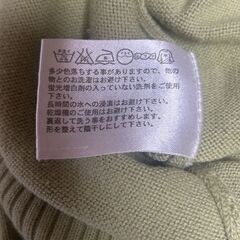 多少色落ちする事がありますので、他の
物とのお洗濯はお避け下さい。
蛍光増白剤の入っていない洗剤をご使
用下さい。
長時間の水への浸漬はお避け下さい。
乾燥機のご使用はお避け下さい。
裏返して洗う事をおすすめします。
形を整えて陰干しにして下さい。